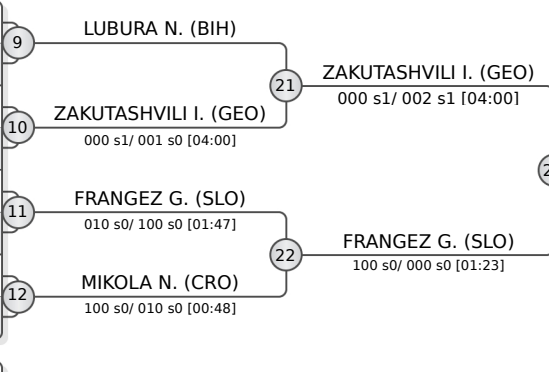 LUBURA N. (BIH)
9
21
ZAKUTASHVILI I. (GEO)
000 s1/ 002 s1 [04:00]
ZAKUTASHVILI I. (GEO)
10
000 s1/ 001 s0 [04:00]
FRANGEZ G. (SLO)
11
010 s0/ 100 s0 [01:47]
22
FRANGEZ G. (SLO)
100 s0/ 000 s0 [01:23]
MIKOLA N. (CRO)
12
100 s0/ 010 s0 [00:48]